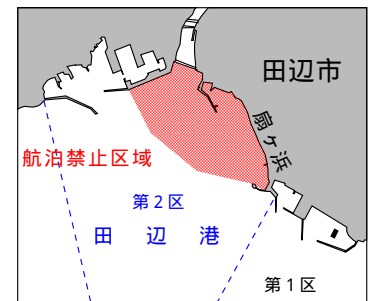 田辺市
扇ヶ浜
航泊禁止区域
第2区
田辺港
第1区